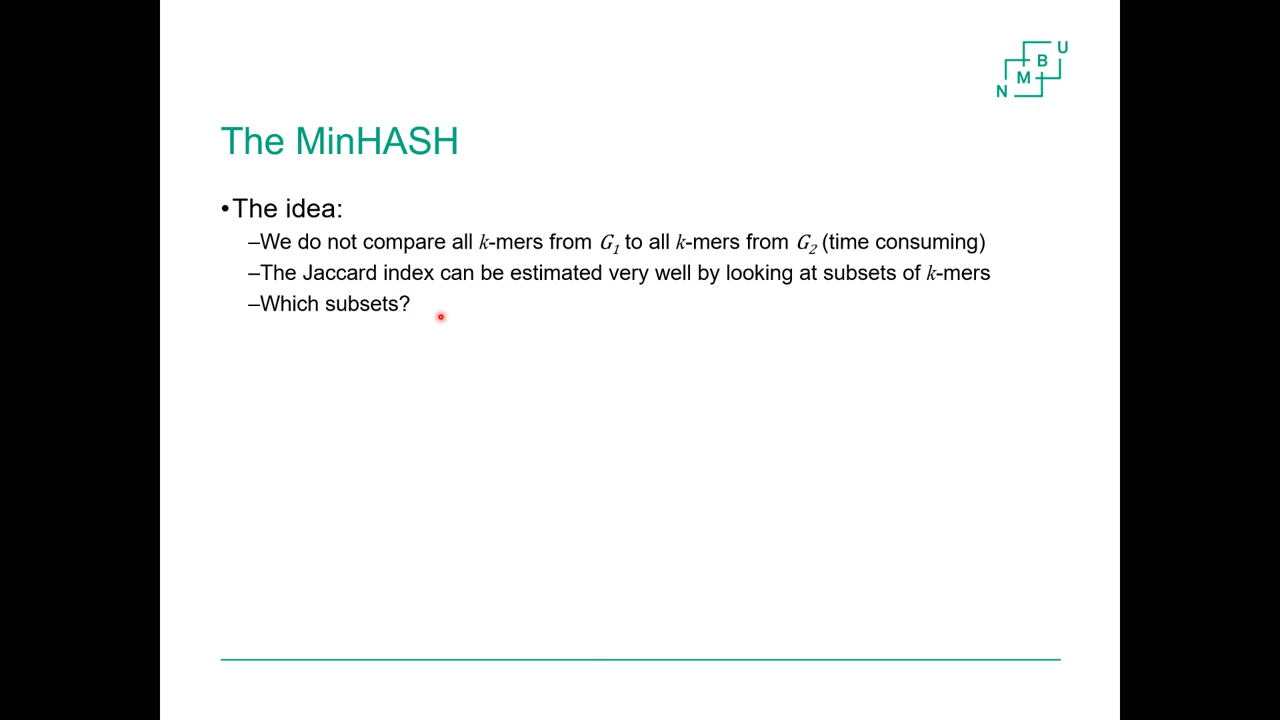 U
B
M
N
The MinHASH
•The idea:
–We do not compare all k-mers from G1 to all k-mers from G2 (time consuming)
–The Jaccard index can be estimated very well by looking at subsets of k-mers
–Which subsets?